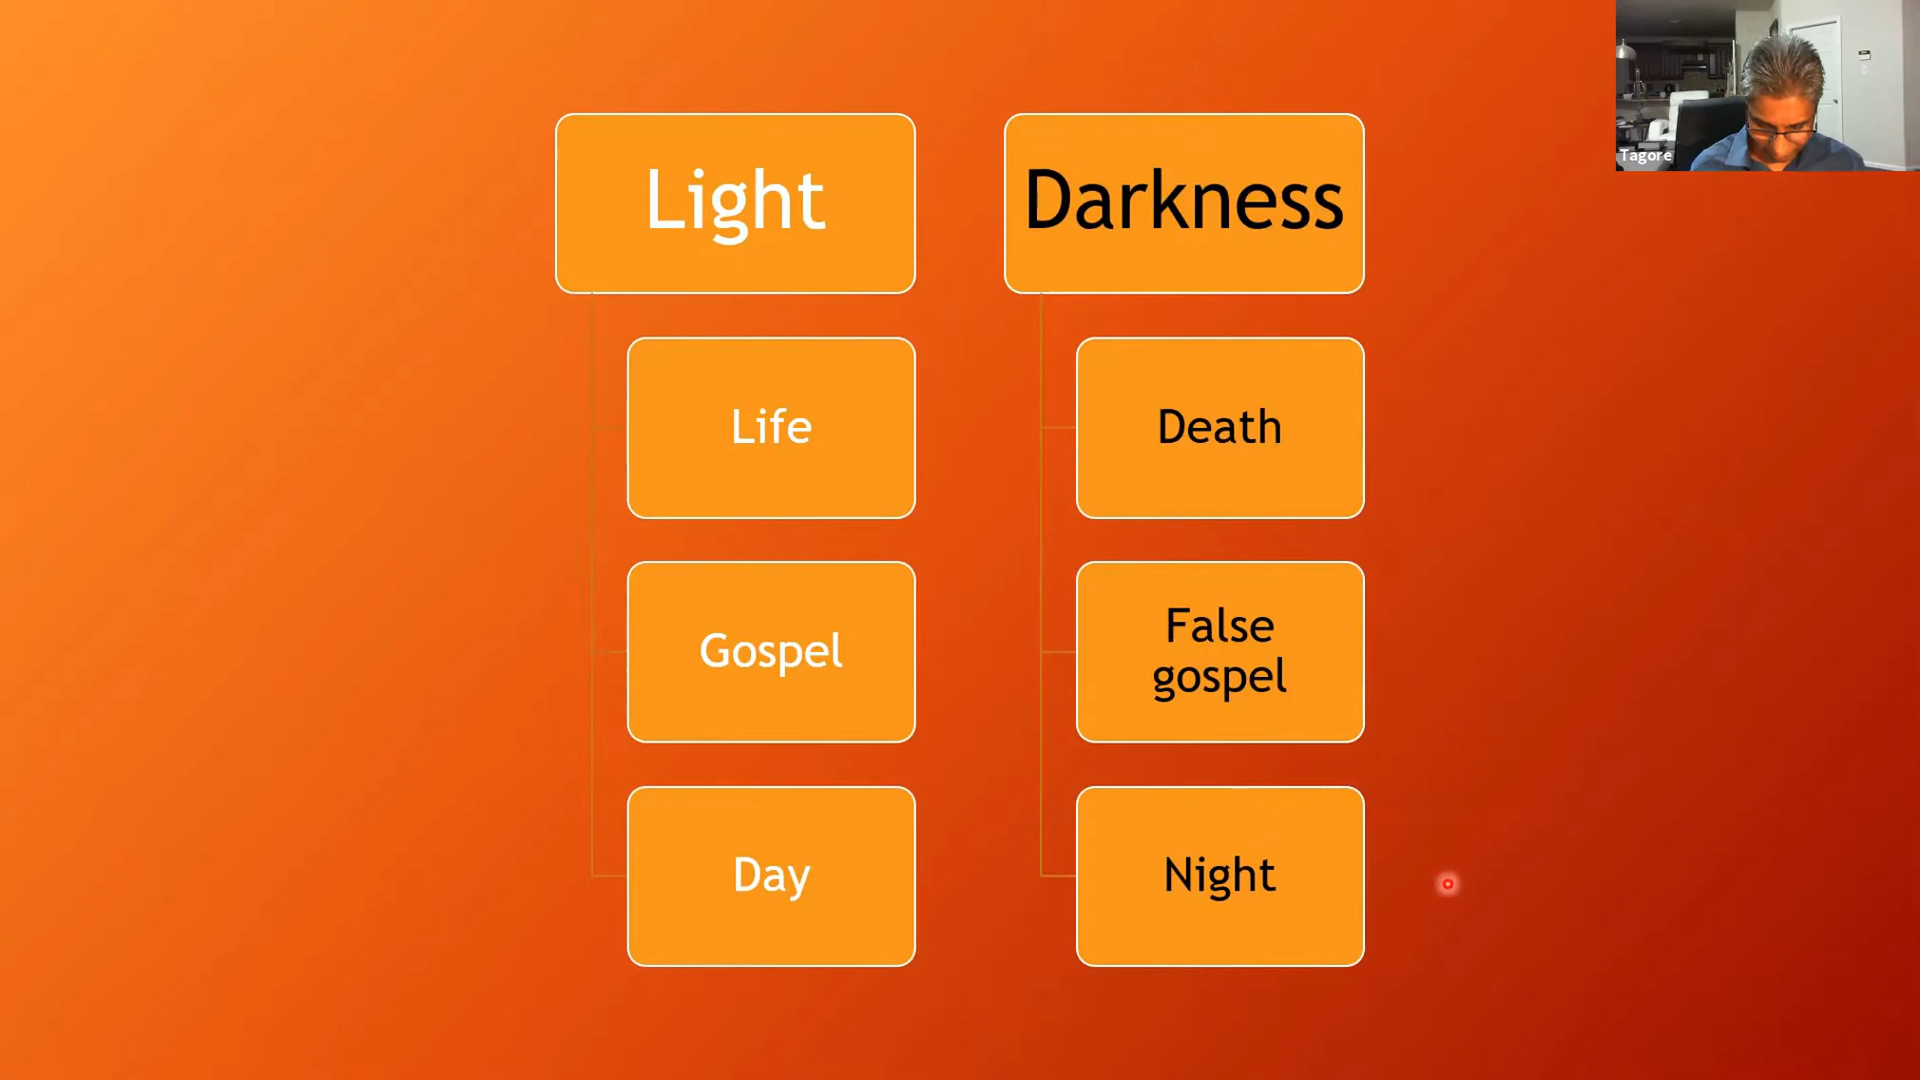 Light
Darkness
Life
Death
Gospel
False
gospel
Day
Night
Tagore